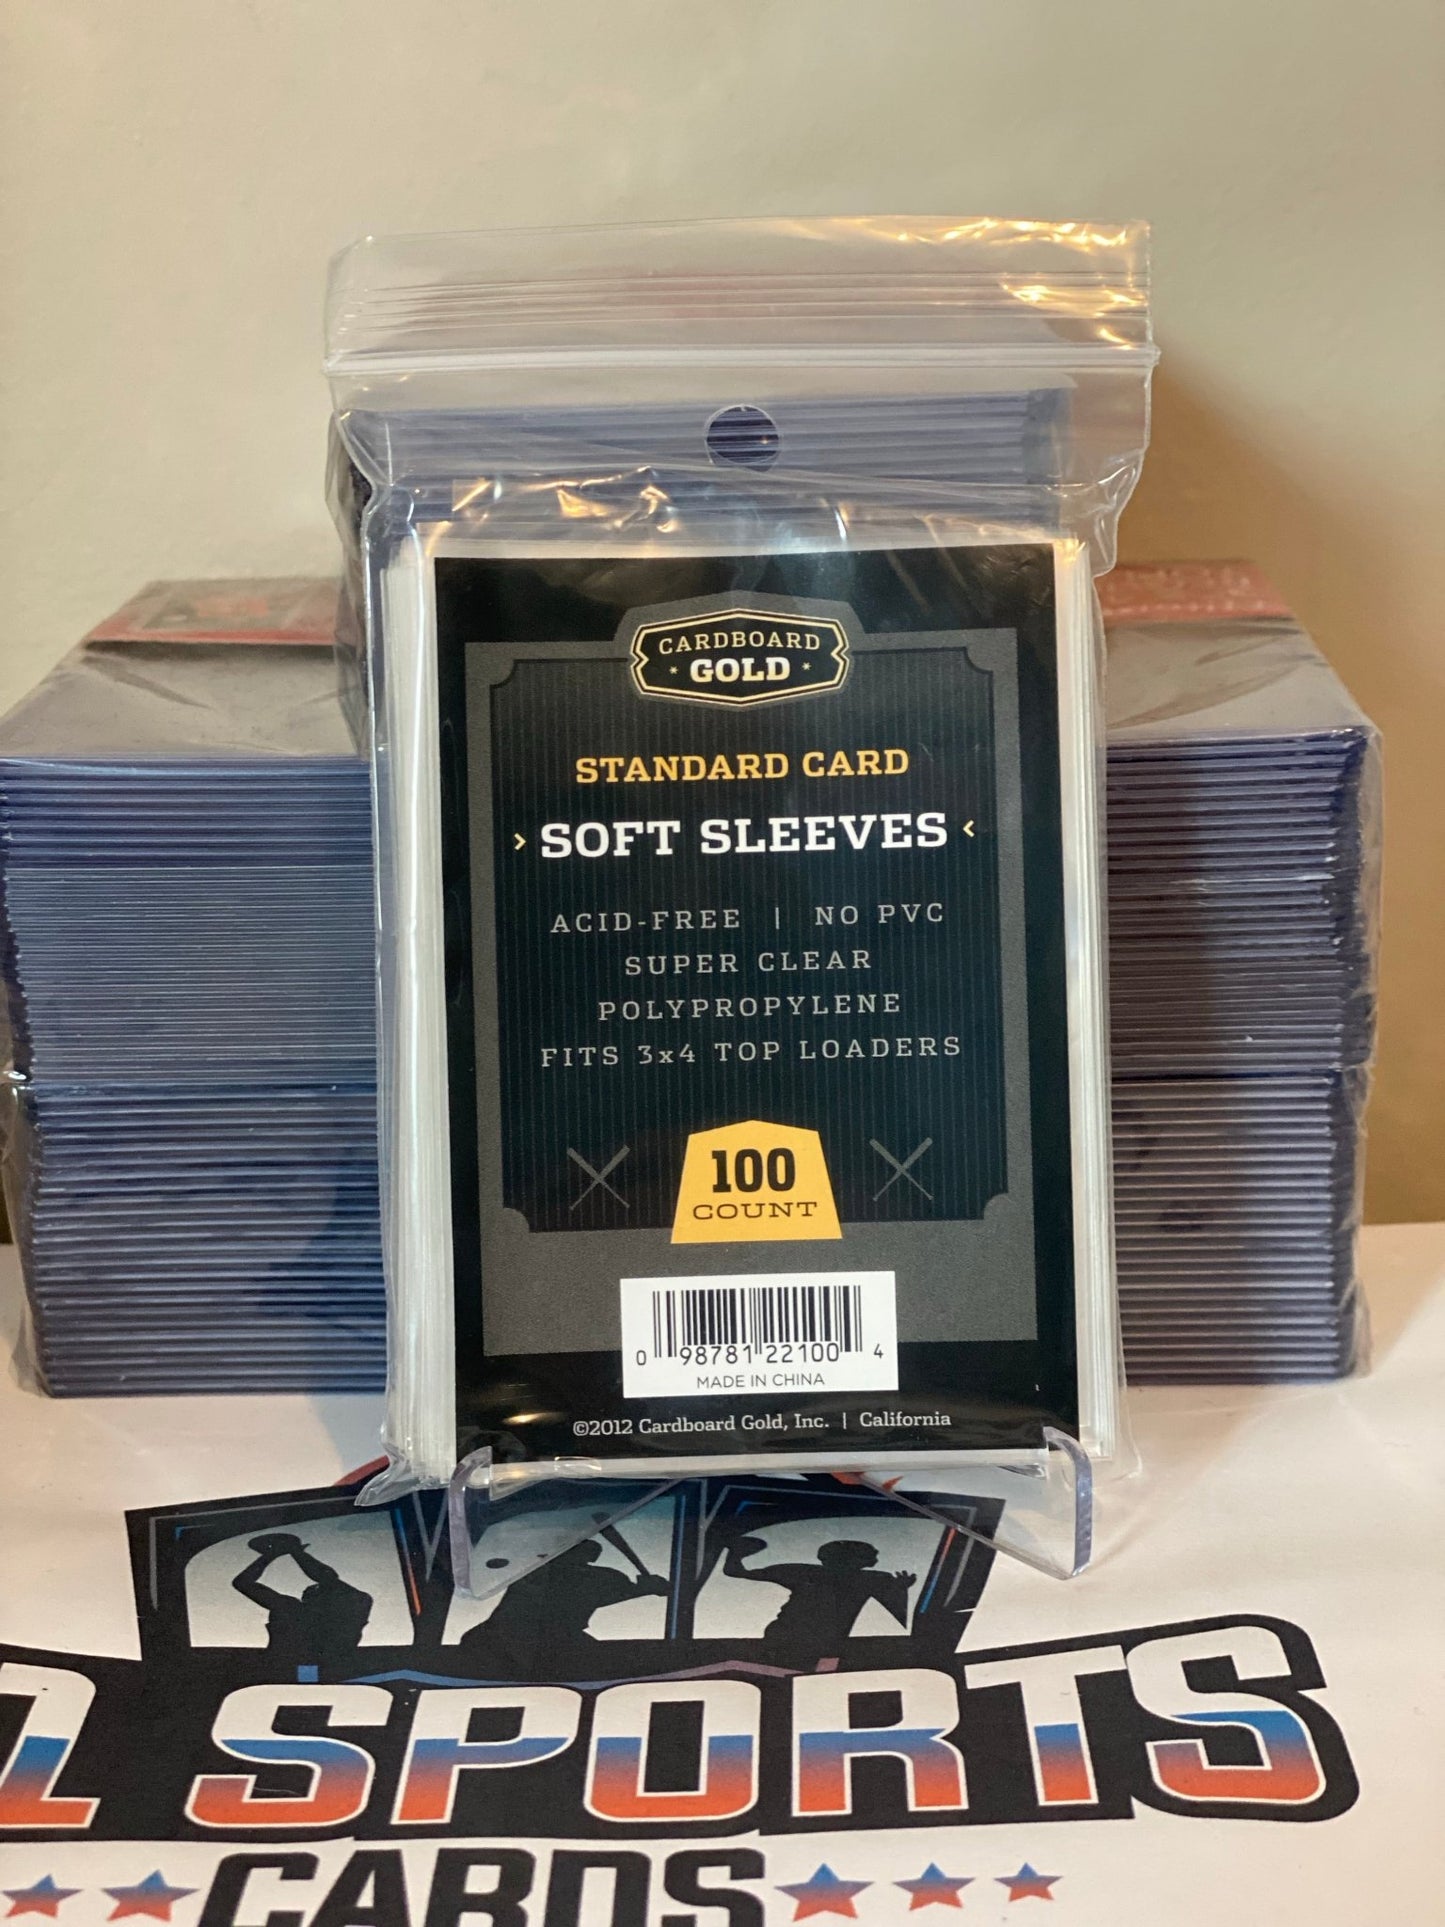 CARDBOARD
GOLD
STANDARD CARD
SOFT SLEEVES
ACID-FREE | NO PVC
SUPER CLEAR
POLYPROPYLENE
FITS 3x4 TOP LOADERS
100
COUNT
0 98781 22100 4
MADE IN CHINA
©2012 Cardboard Gold, Inc. | California
SPORTS
CARDS